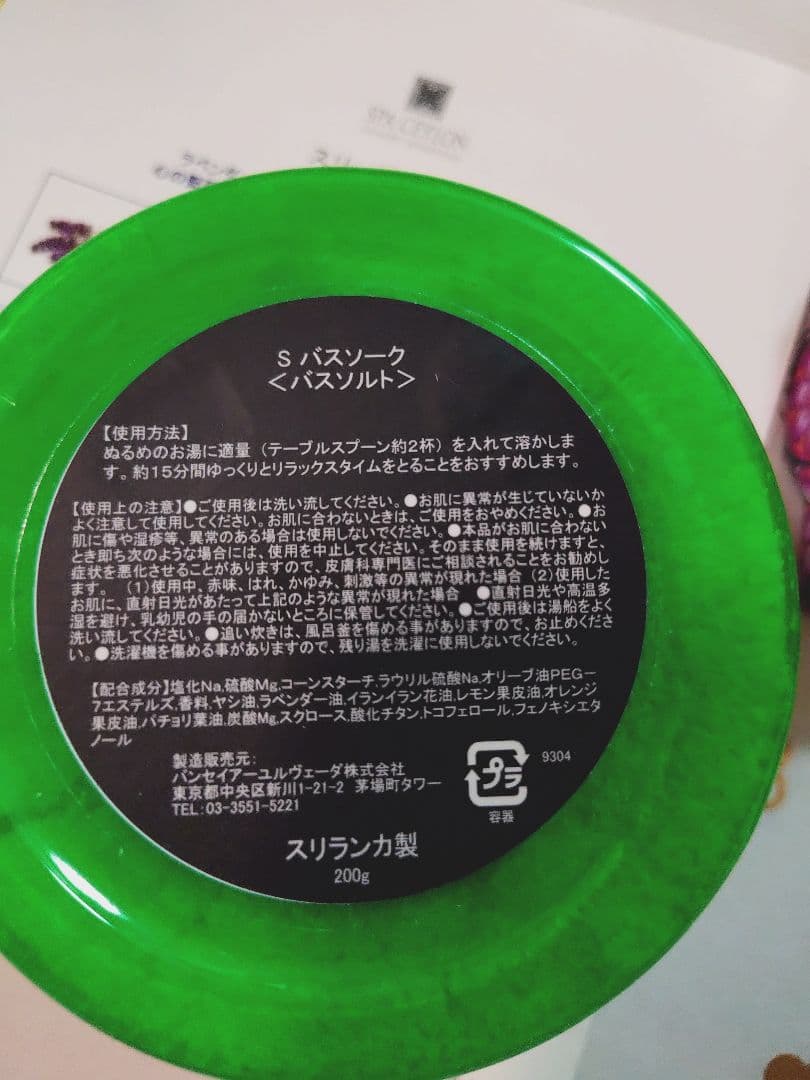 SPA CEYLON
スリ
ラベン
S バスソーク
<バスソルト>
【使用方法】
ぬるめのお湯に適量（テーブルスプーン約2杯）を入れて溶かしま
す。約15分間ゆっくりとリラックスタイムをとることをおすすめします。
【使用上の注意】●ご使用後は洗い流してください。●お肌に異常が生じていないか
よく注意して使用してください。お肌に合わないときは、ご使用をおやめください。●お
肌に傷や湿疹等、異常のある場合は使用しないでください。●本品がお肌に合わない
とき即ち次のような場合には、使用を中止してください。そのまま使用を続けますと、
症状を悪化させることがありますので、皮膚科専門医にご相談されることをお勧めし
ます。（1）使用中、赤味、はれ、かゆみ、刺激等の異常が現れた場合（2）使用した
お肌に、直射日光があたって上記のような異常が現れた場合 ●直射日光や高温多
湿を避け、乳幼児の手の届かないところに保管してください。●ご使用後は湯船をよく
洗い流してください。●追い炊きは、風呂釜を傷める事がありますので、お止めくださ
い。●洗濯機を傷める事がありますので、残り湯を洗濯に使用しないでください。
【配合成分】塩化Na,硫酸Mg,コーンスターチ,ラウリル硫酸Na,オリーブ油PEG-
7エステルズ,香料,ヤシ油,ラベンダー油,イランイラン花油,レモン果皮油,オレンジ
果皮油,パチョリ葉油,炭酸Mg,スクロース,酸化チタン,トコフェロール,フェノキシエタ
ノール
製造販売元:
パンセイアーユルヴェーダ株式会社
東京都中央区新川1-21-2 茅場町タワー
TEL:03-3551-5221
プラ
容器
9304
スリランカ製
200g